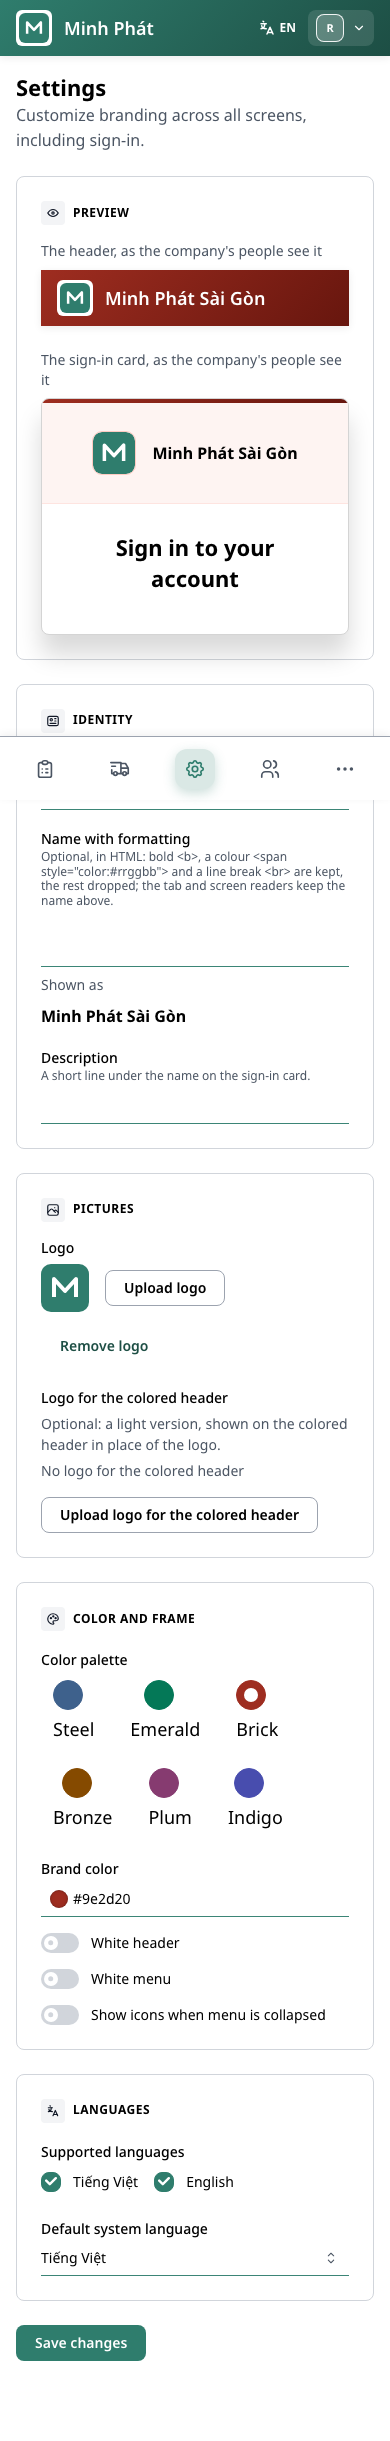 Minh Phát
EN
R
Settings
Customize branding across all screens,
including sign-in.
PREVIEW
The header, as the company's people see it
Minh Phát Sài Gòn
The sign-in card, as the company's people see
it
Minh Phát Sài Gòn
Sign in to your
account
IDENTITY
Name with formatting
Optional, in HTML: bold <b>, a colour <span
style="color:#rrggbb"> and a line break <br> are kept,
the rest dropped; the tab and screen readers keep the
name above.
Shown as
Minh Phát Sài Gòn
Description
A short line under the name on the sign-in card.
PICTURES
Logo
Upload logo
Remove logo
Logo for the colored header
Optional: a light version, shown on the colored
header in place of the logo.
No logo for the colored header
Upload logo for the colored header
COLOR AND FRAME
Color palette
Steel
Emerald
Brick
Bronze
Plum
Indigo
Brand color
#9e2d20
White header
White menu
Show icons when menu is collapsed
LANGUAGES
Supported languages
Tiếng Việt
English
Default system language
Tiếng Việt
Save changes